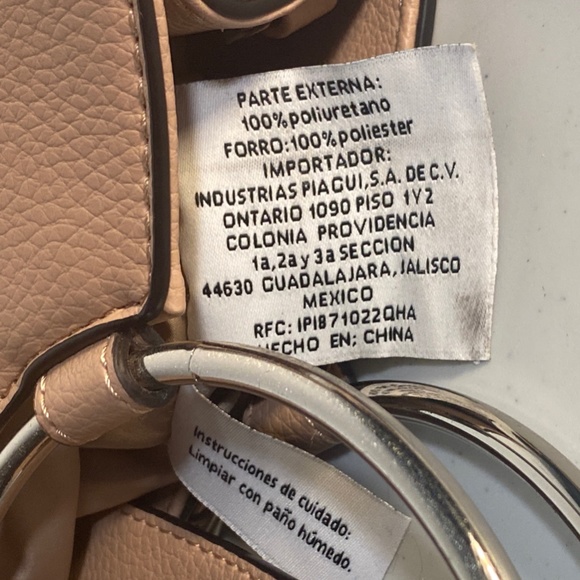 PARTE EXTERNA:
100%poliuretano
FORRO:100%poliester
IMPORTADOR:
INDUSTRIAS PIAGUI,S.A. DE C.V.
ONTARIO 1090 PISO 1Y2
COLONIA PROVIDENCIA
1a,2a y 3a SECCION
44630 GUADALAJARA, JALISCO
MEXICO
RFC: IPI871022QHA
HECHO EN: CHINA
Instrucciones de cuidado:
Limpiar con paño húmedo.